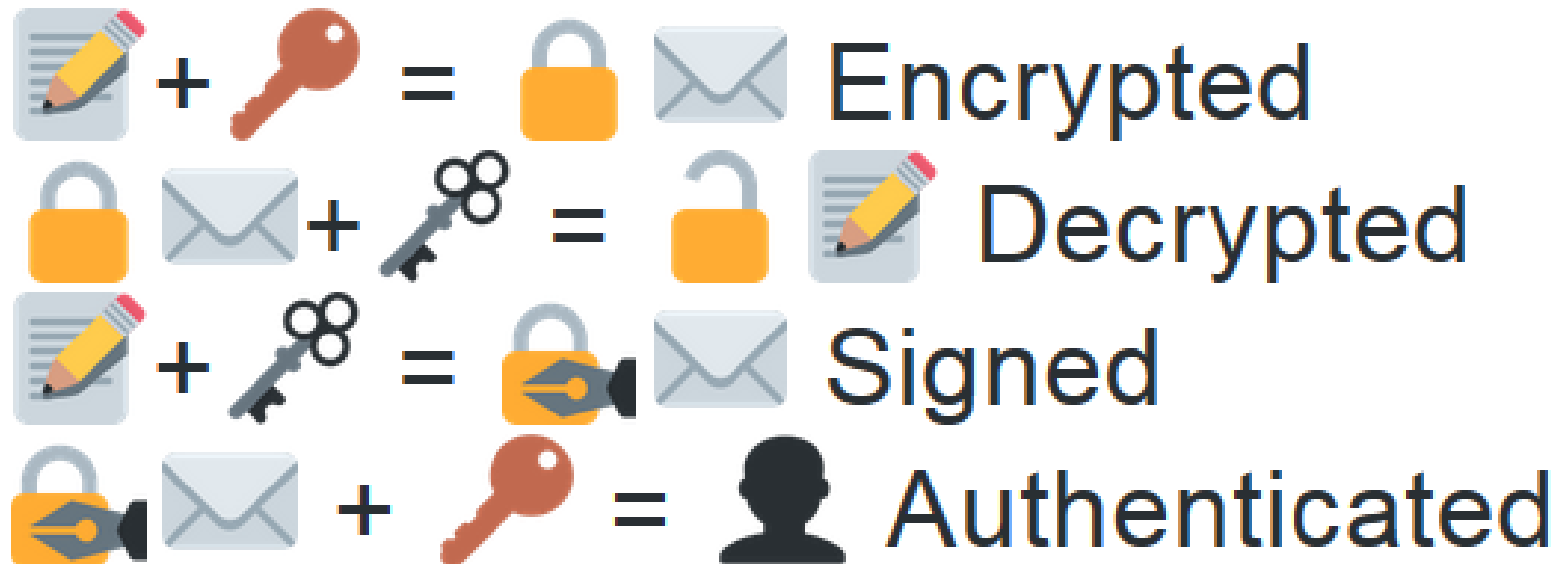 + = Encrypted
+ = Decrypted
+ = Signed
+ = Authenticated